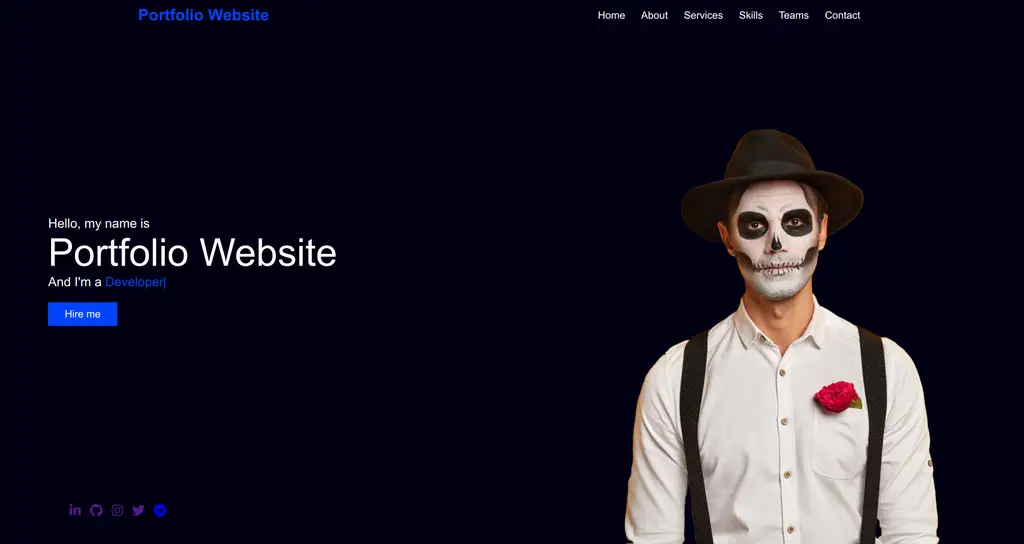 Portfolio Website
Home About Services Skills Teams Contact
Hello, my name is
Portfolio Website
And I'm a Developer|
Hire me